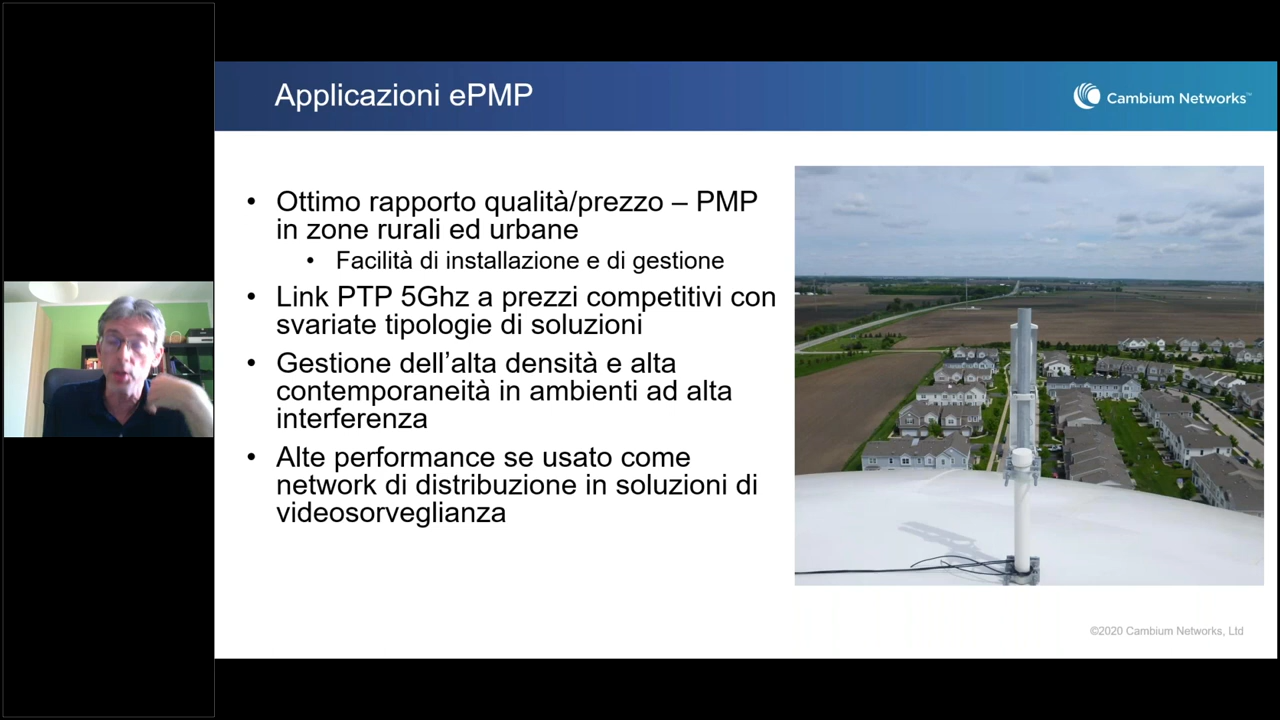 Applicazioni ePMP
Cambium Networks™
• Ottimo rapporto qualità/prezzo – PMP
in zone rurali ed urbane
• Facilità di installazione e di gestione
• Link PTP 5Ghz a prezzi competitivi con
svariate tipologie di soluzioni
• Gestione dell’alta densità e alta
contemporaneità in ambienti ad alta
interferenza
• Alte performance se usato come
network di distribuzione in soluzioni di
videosorveglianza
©2020 Cambium Networks, Ltd